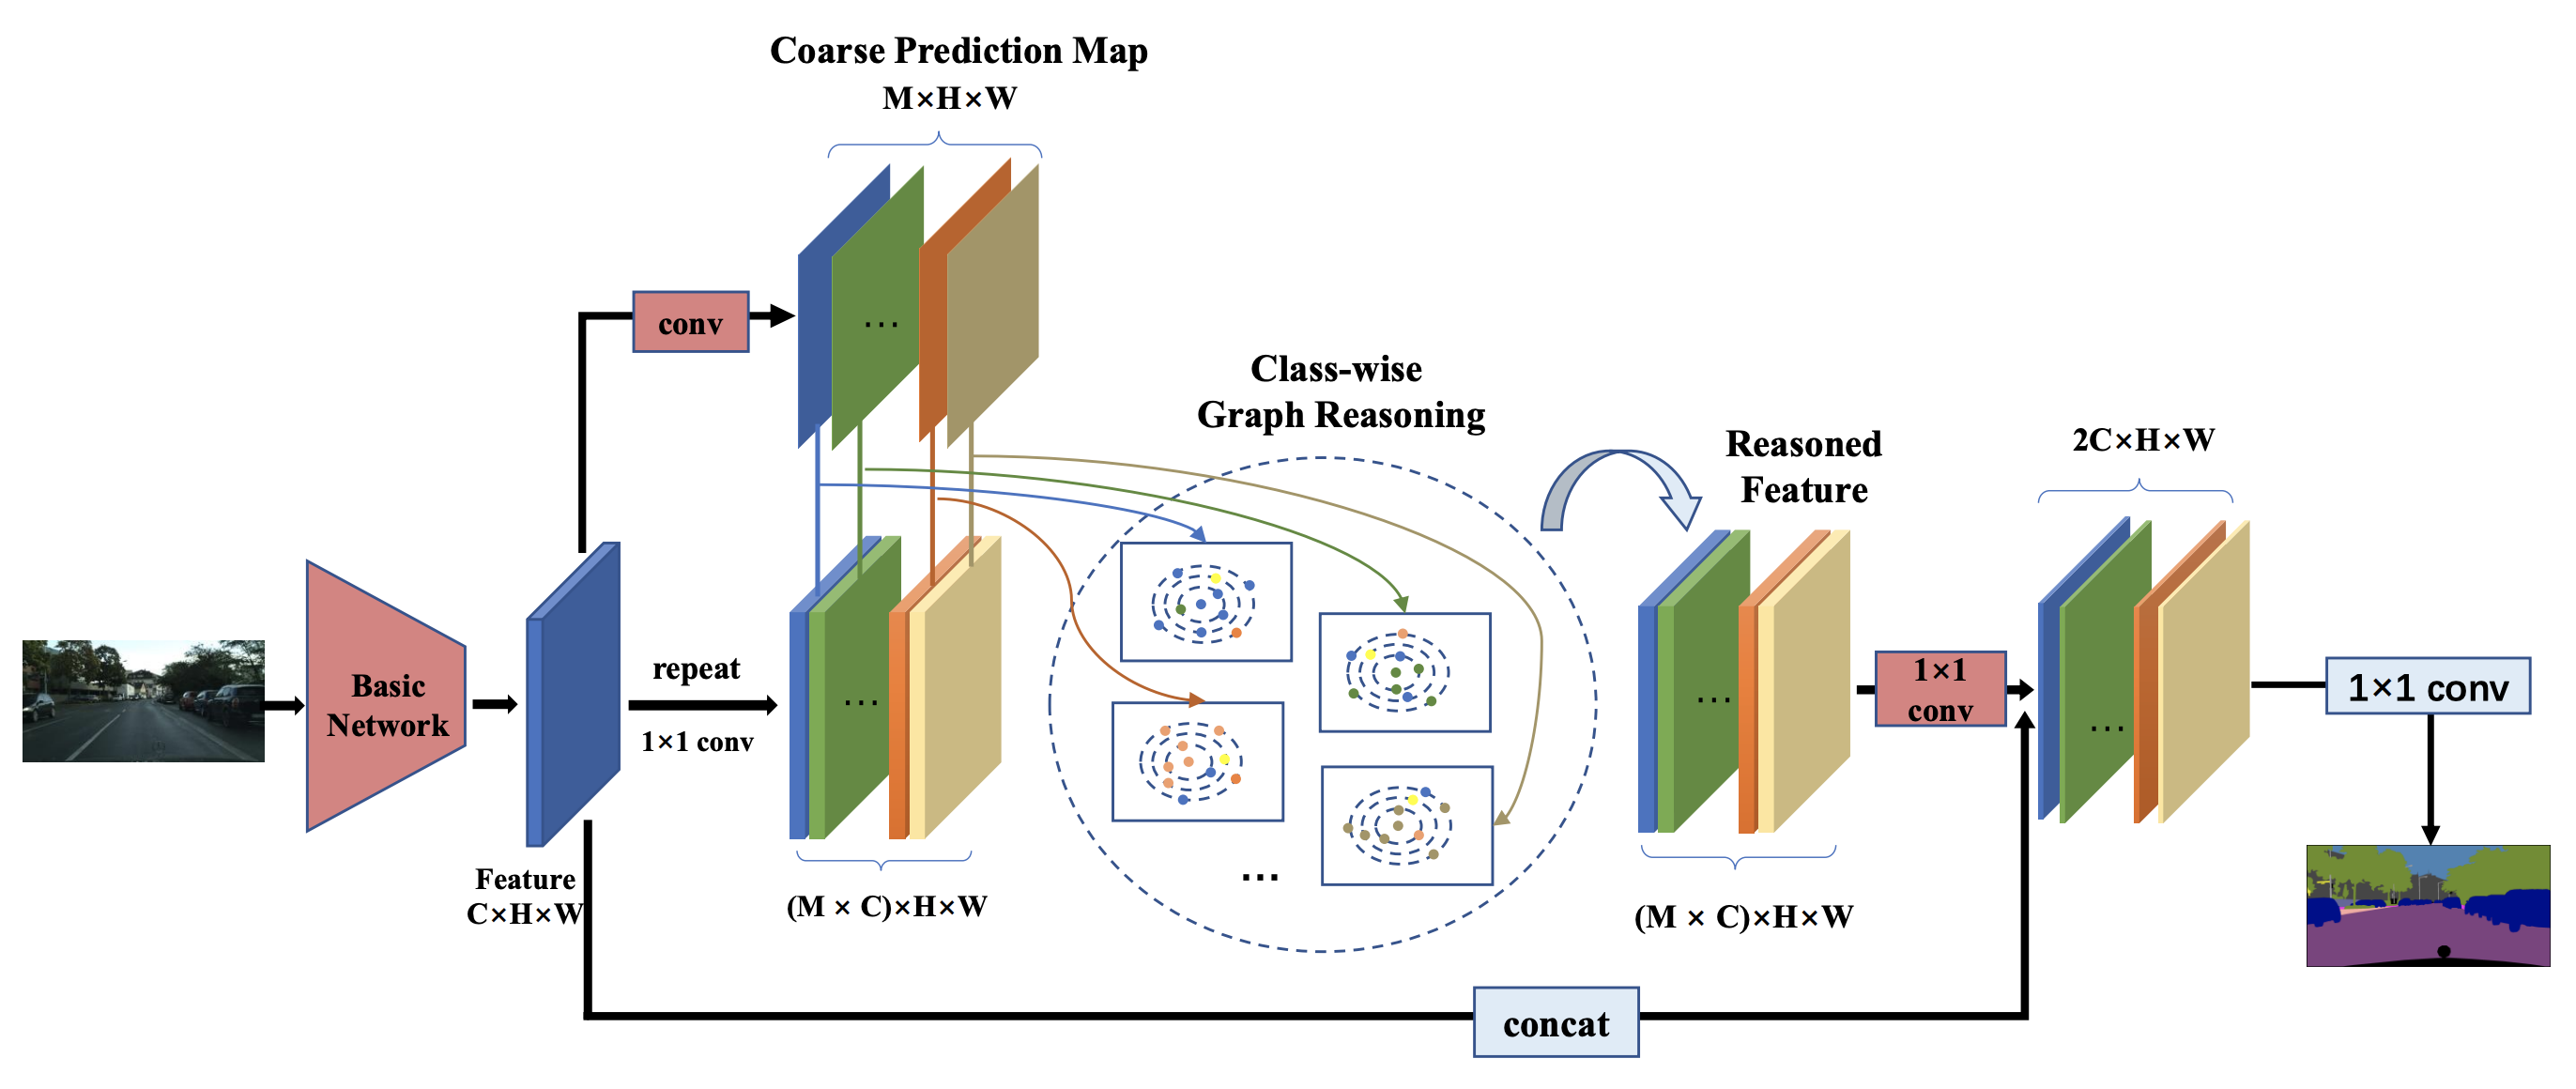 Coarse Prediction Map
M×H×W
conv
...
Class-wise
Graph Reasoning
Reasoned
Feature
2C×H×W
Basic
Network
repeat
1×1 conv
...
...
1×1
conv
...
1×1 conv
Feature
C×H×W
(M × C)×H×W
...
(M × C)×H×W
concat